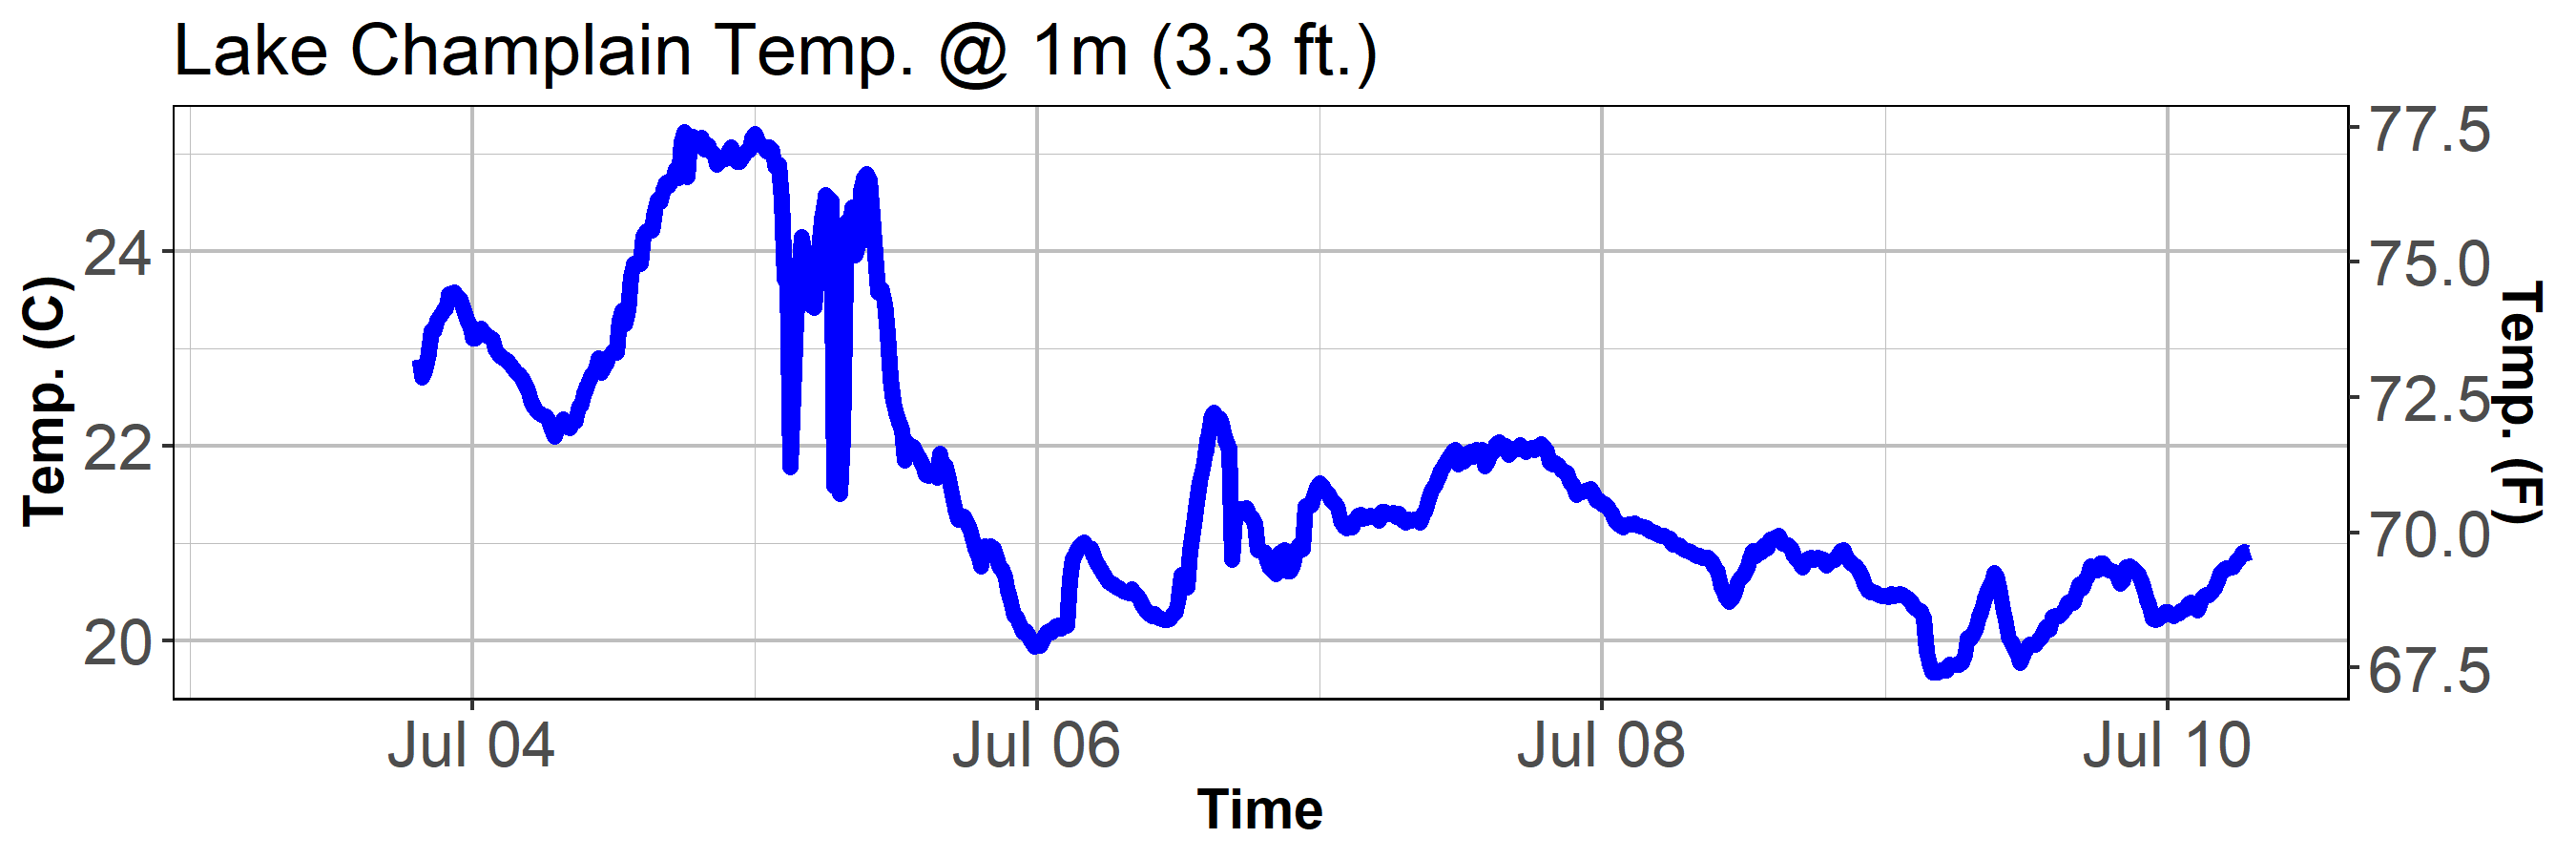 Lake Champlain Temp. @ 1m (3.3 ft.)
Temp. (C)
24
22
20
77.5
75.0
72.5
70.0
67.5
Temp. (F)
Jul 04
Jul 06
Jul 08
Jul 10
Time